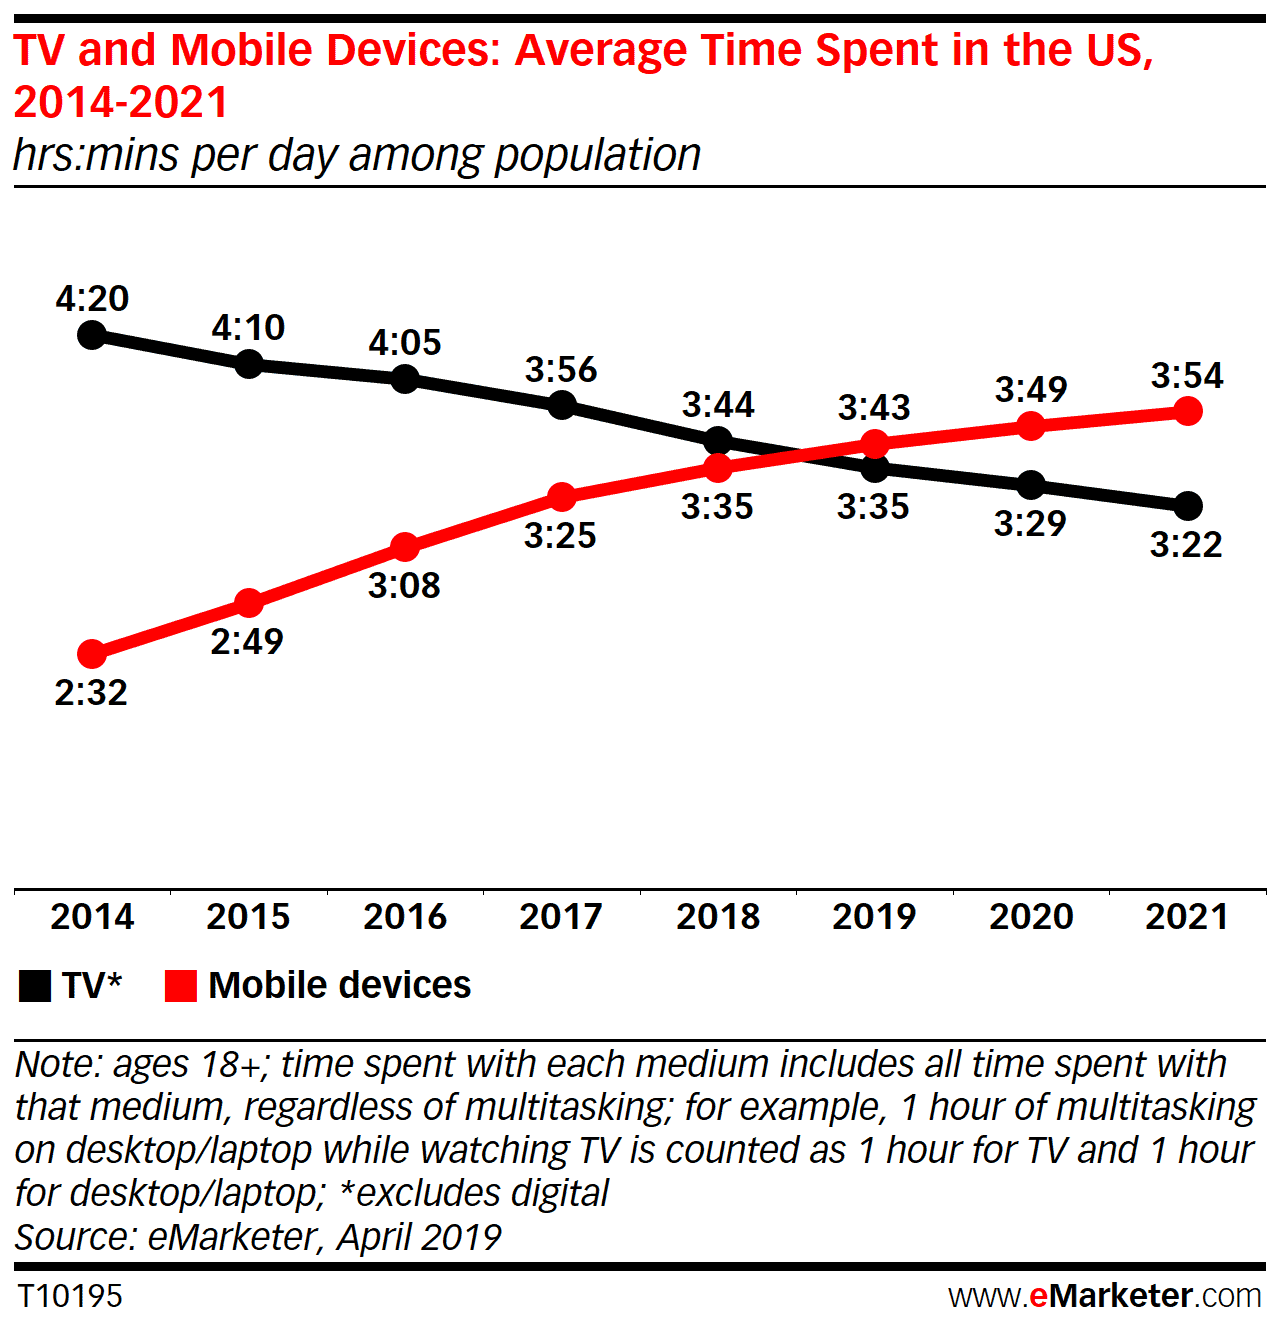 TV and Mobile Devices: Average Time Spent in the US,
2014-2021
hrs:mins per day among population
4:20
4:10
4:05
3:56
3:44
3:43
3:49
3:54
2:32
2:49
3:08
3:25
3:35
3:35
3:29
3:22
2014 2015 2016 2017 2018 2019 2020 2021
TV* Mobile devices
Note: ages 18+; time spent with each medium includes all time spent with
that medium, regardless of multitasking; for example, 1 hour of multitasking
on desktop/laptop while watching TV is counted as 1 hour for TV and 1 hour
for desktop/laptop; *excludes digital
Source: eMarketer, April 2019
T10195 www.eMarketer.com